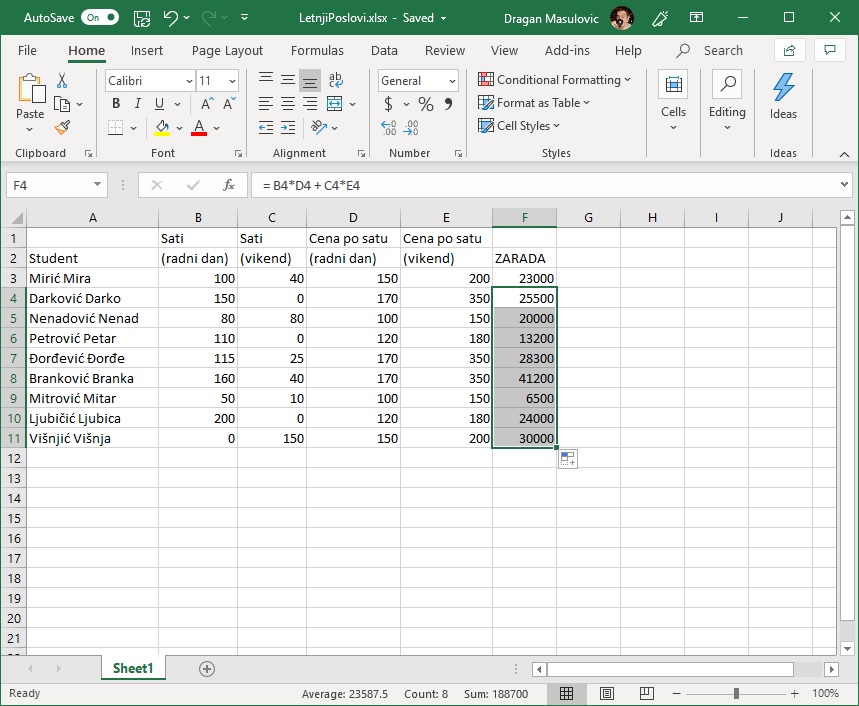 AutoSave On LetnjiPoslovi.xlsx - Saved Dragan Masulovic
File Home Insert Page Layout Formulas Data Review View Add-ins Help Search
Calibri 11 General Conditional Formatting
Paste B I U A A $ % Format as Table Cells Editing Ideas
A Cell Styles
Clipboard Font Alignment Number Styles Ideas
F4 fx = B4*D4 + C4*E4
A B C D E F G H I J
1 Sati Sati Cena po satu Cena po satu
2 Student (radni dan) (vikend) (radni dan) (vikend) ZARADA
3 Mirić Mira 100 40 150 200 23000
4 Darković Darko 150 0 170 350 25500
5 Nenadović Nenad 80 80 100 150 20000
6 Petrović Petar 110 0 120 180 13200
7 Đorđević Đorđe 115 25 170 350 28300
8 Branković Branka 160 40 170 350 41200
9 Mitrović Mitar 50 10 100 150 6500
10 Ljubičić Ljubica 200 0 120 180 24000
11 Višnjić Višnja 0 150 150 200 30000
12
13
14
15
16
17
18
19
20
21
Sheet1
Ready Average: 23587.5 Count: 8 Sum: 188700 100%